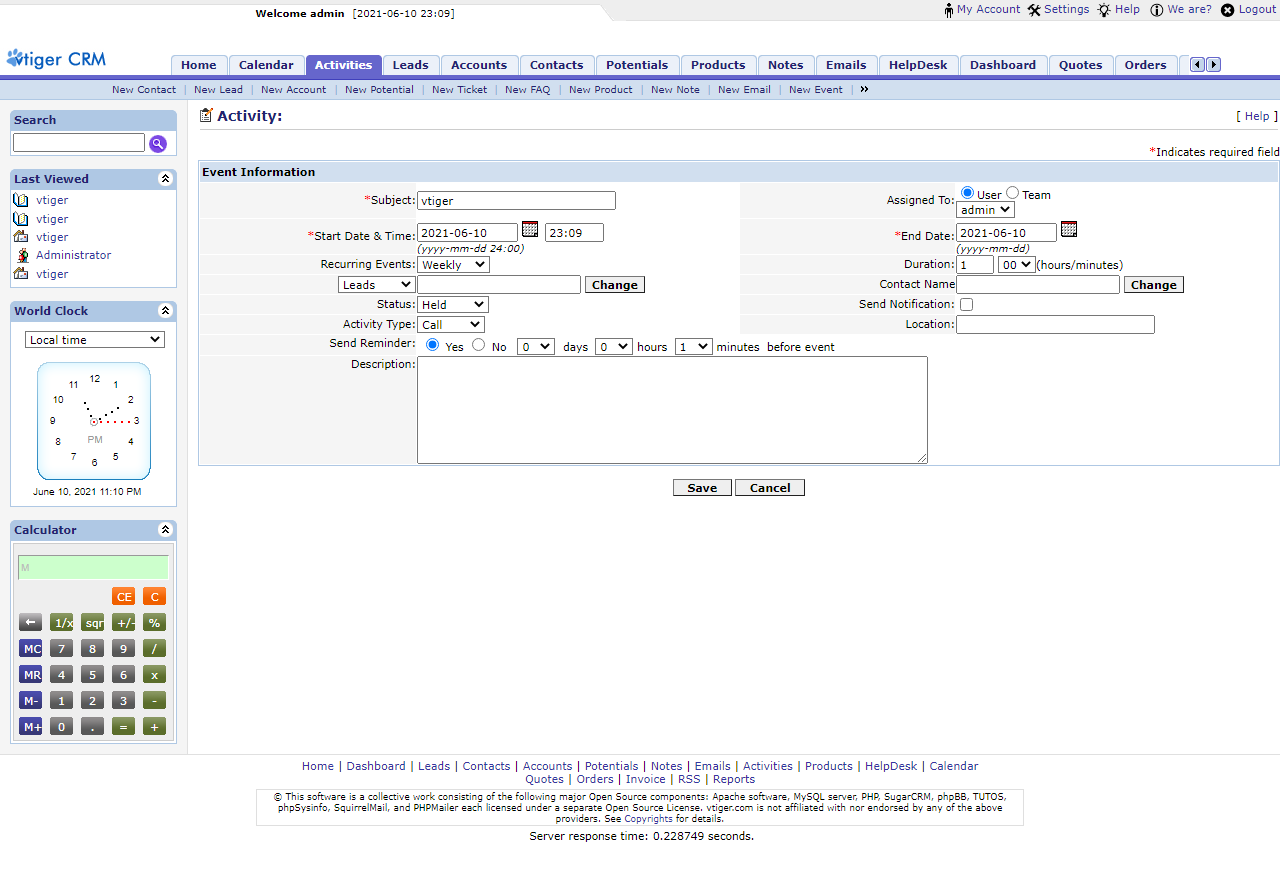 Welcome admin [2021-06-10 23:09]
My Account Settings Help We are? Logout
vtiger CRM
Home Calendar Activities Leads Accounts Contacts Potentials Products Notes Emails HelpDesk Dashboard Quotes Orders
New Contact | New Lead | New Account | New Potential | New Ticket | New FAQ | New Product | New Note | New Email | New Event | »
Search
Last Viewed
vtiger
vtiger
vtiger
Administrator
vtiger
World Clock
Local time
12
11 1
10 2
9 3
8 4
7 5
6
PM
June 10, 2021 11:10 PM
Calculator
M
CE C
← 1/x sqr +/- %
MC 7 8 9 /
MR 4 5 6 x
M- 1 2 3 -
M+ 0 . = +
Activity:
[ Help ]
*Indicates required field
Event Information
*Subject: vtiger
Assigned To: User Team
admin
*Start Date & Time: 2021-06-10 23:09
(yyyy-mm-dd 24:00)
*End Date: 2021-06-10
(yyyy-mm-dd)
Recurring Events: Weekly
Duration: 1 00 (hours/minutes)
Leads Change
Contact Name Change
Status: Held
Send Notification:
Activity Type: Call
Location:
Send Reminder: Yes No 0 days 0 hours 1 minutes before event
Description:
Save Cancel
Home | Dashboard | Leads | Contacts | Accounts | Potentials | Notes | Emails | Activities | Products | HelpDesk | Calendar
Quotes | Orders | Invoice | RSS | Reports
© This software is a collective work consisting of the following major Open Source components: Apache software, MySQL server, PHP, SugarCRM, phpBB, TUTOS,
phpSysinfo, SquirrelMail, and PHPMailer each licensed under a separate Open Source License. vtiger.com is not affiliated with nor endorsed by any of the above
providers. See Copyrights for details.
Server response time: 0.228749 seconds.